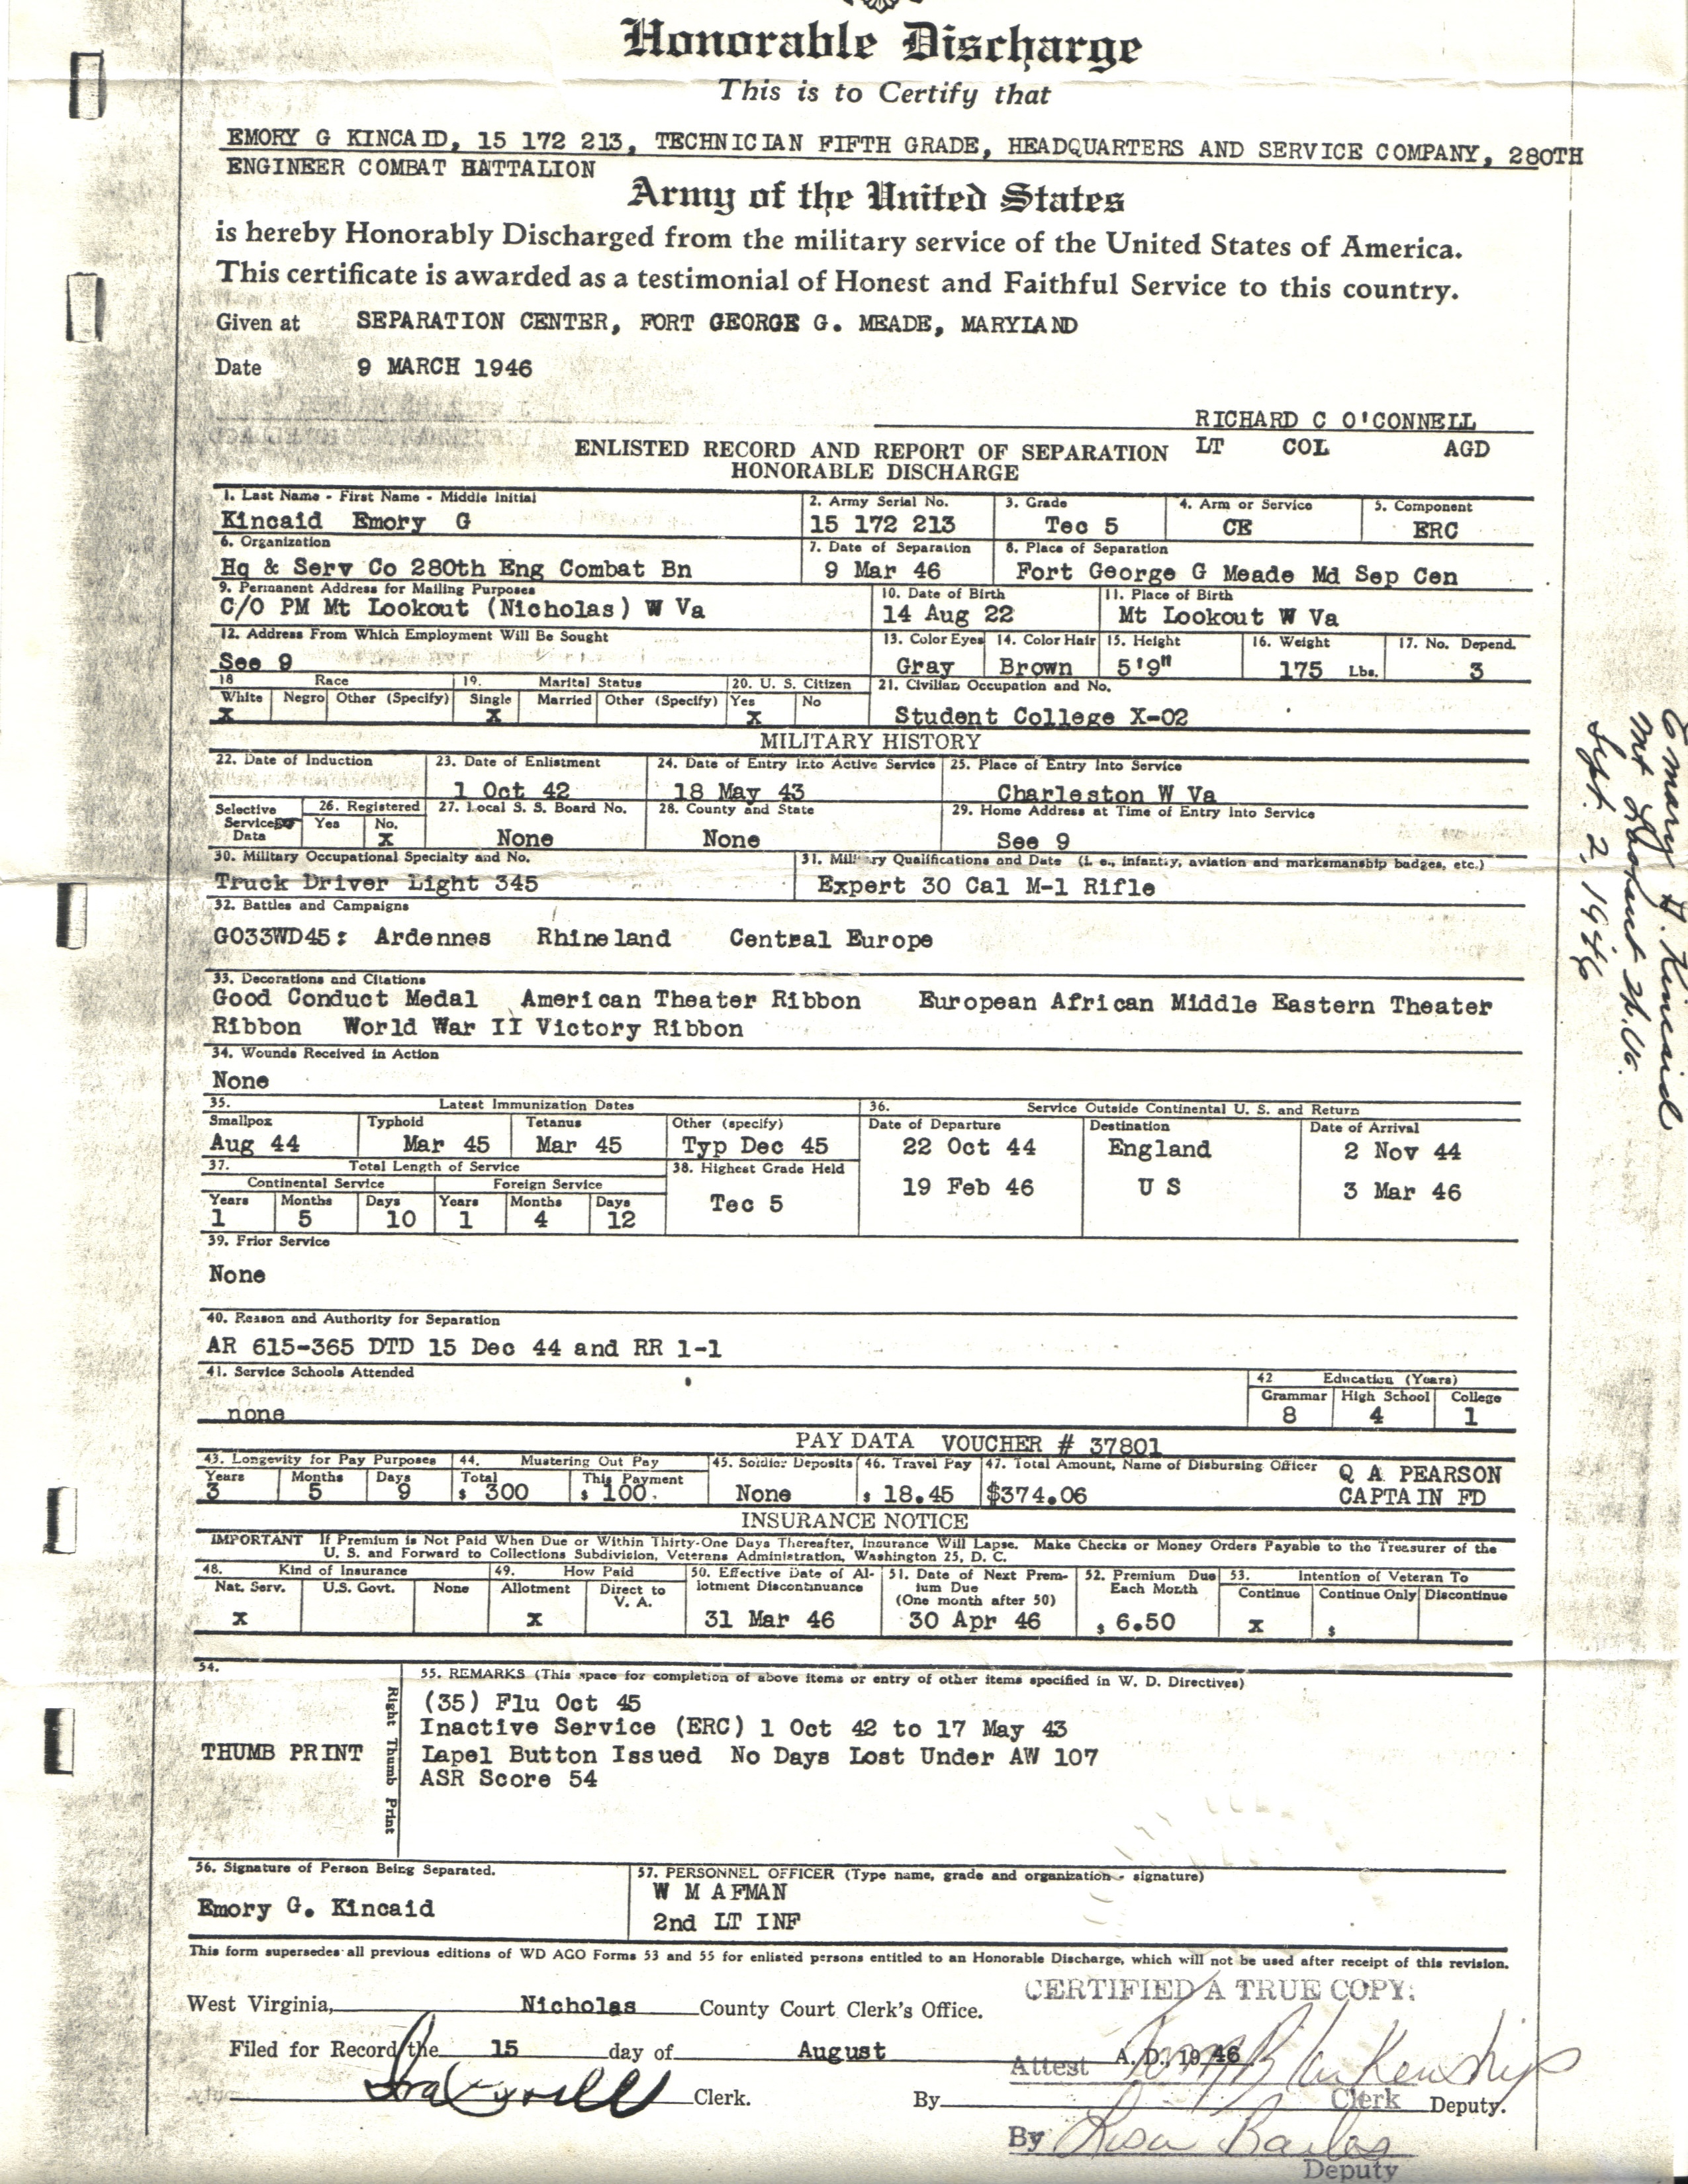 Honorable Discharge
This is to Certify that
EMORY G KINCAID, 15 172 213, TECHNICIAN FIFTH GRADE, HEADQUARTERS AND SERVICE COMPANY, 280TH
ENGINEER COMBAT BATTALION
Army of the United States
is hereby Honorably Discharged from the military service of the United States of America.
This certificate is awarded as a testimonial of Honest and Faithful Service to this country.
Given at SEPARATION CENTER, FORT GEORGE G. MEADE, MARYLAND
Date 9 MARCH 1946
RICHARD C O'CONNELL
ENLISTED RECORD AND REPORT OF SEPARATION LT COL AGD
HONORABLE DISCHARGE
1. Last Name - First Name - Middle Initial 2. Army Serial No. 3. Grade 4. Arm or Service 5. Component
Kincaid Emory G 15 172 213 Tec 5 CE ERC
6. Organization 7. Date of Separation 8. Place of Separation
Hq & Serv Co 280th Eng Combat Bn 9 Mar 46 Fort George G Meade Md Sep Cen
9. Permanent Address for Mailing Purposes 10. Date of Birth 11. Place of Birth
C/O PM Mt Lookout (Nicholas) W Va 14 Aug 22 Mt Lookout W Va
12. Address From Which Employment Will Be Sought 13. Color Eyes 14. Color Hair 15. Height 16. Weight 17. No. Depend.
See 9 Gray Brown 5'9" 175 Lbs. 3
18 Race 19. Marital Status 20. U. S. Citizen 21. Civilian Occupation and No.
White Negro Other (Specify) Single Married Other (Specify) Yes No
X X X Student College X-02
MILITARY HISTORY
22. Date of Induction 23. Date of Enlistment 24. Date of Entry Into Active Service 25. Place of Entry Into Service
1 Oct 42 18 May 43 Charleston W Va
Selective Service Data 26. Registered 27. Local S. S. Board No. 28. County and State 29. Home Address at Time of Entry Into Service
Yes No.
X None None See 9
30. Military Occupational Specialty and No. 31. Military Qualifications and Date (i. e., infantry, aviation and marksmanship badges, etc.)
Truck Driver Light 345 Expert 30 Cal M-1 Rifle
32. Battles and Campaigns
GO33WD45: Ardennes Rhineland Central Europe
33. Decorations and Citations
Good Conduct Medal American Theater Ribbon European African Middle Eastern Theater
Ribbon World War II Victory Ribbon
34. Wounds Received in Action
None
35. Latest Immunization Dates 36. Service Outside Continental U. S. and Return
Smallpox Typhoid Tetanus Other (specify) Date of Departure Destination Date of Arrival
Aug 44 Mar 45 Mar 45 Typ Dec 45 22 Oct 44 England 2 Nov 44
37. Total Length of Service 38. Highest Grade Held
Continental Service Foreign Service 19 Feb 46 U S 3 Mar 46
Years Months Days Years Months Days Tec 5
1 5 10 1 4 12
39. Prior Service
None
40. Reason and Authority for Separation
AR 615-365 DTD 15 Dec 44 and RR 1-1
41. Service Schools Attended 42 Education (Years)
Grammar High School College
none 8 4 1
PAY DATA VOUCHER # 37801
43. Longevity for Pay Purposes 44. Mustering Out Pay 45. Soldier Deposits 46. Travel Pay 47. Total Amount, Name of Disbursing Officer Q A PEARSON
Years Months Days Total This Payment
3 5 9 $ 300 $ 100. None $ 18.45 $374.06 CAPTAIN FD
INSURANCE NOTICE
IMPORTANT If Premium is Not Paid When Due or Within Thirty-One Days Thereafter, Insurance Will Lapse. Make Checks or Money Orders Payable to the Treasurer of the
U. S. and Forward to Collections Subdivision, Veterans Administration, Washington 25, D. C.
48. Kind of Insurance 49. How Paid 50. Effective Date of Allotment Discontinuance 51. Date of Next Premium Due (One month after 50) 52. Premium Due Each Month 53. Intention of Veteran To
Nat. Serv. U.S. Govt. None Allotment Direct to V. A. Continue Continue Only Discontinue
X X 31 Mar 46 30 Apr 46 $ 6.50 X $
54. 55. REMARKS (This space for completion of above items or entry of other items specified in W. D. Directives)
(35) Flu Oct 45
Inactive Service (ERC) 1 Oct 42 to 17 May 43
THUMB PRINT Right Thumb Print Lapel Button Issued No Days Lost Under AW 107
ASR Score 54
56. Signature of Person Being Separated. 57. PERSONNEL OFFICER (Type name, grade and organization - signature)
W M AFMAN
Emory G. Kincaid 2nd LT INF
This form supersedes all previous editions of WD AGO Forms 53 and 55 for enlisted persons entitled to an Honorable Discharge, which will not be used after receipt of this revision.
CERTIFIED A TRUE COPY:
West Virginia, Nicholas County Court Clerk's Office.
Filed for Record the 15 day of August A. D., 19 46
Attest
Clerk. By Clerk Deputy.
By
Deputy
Kincaid
Mt
Sept. 2, 1946